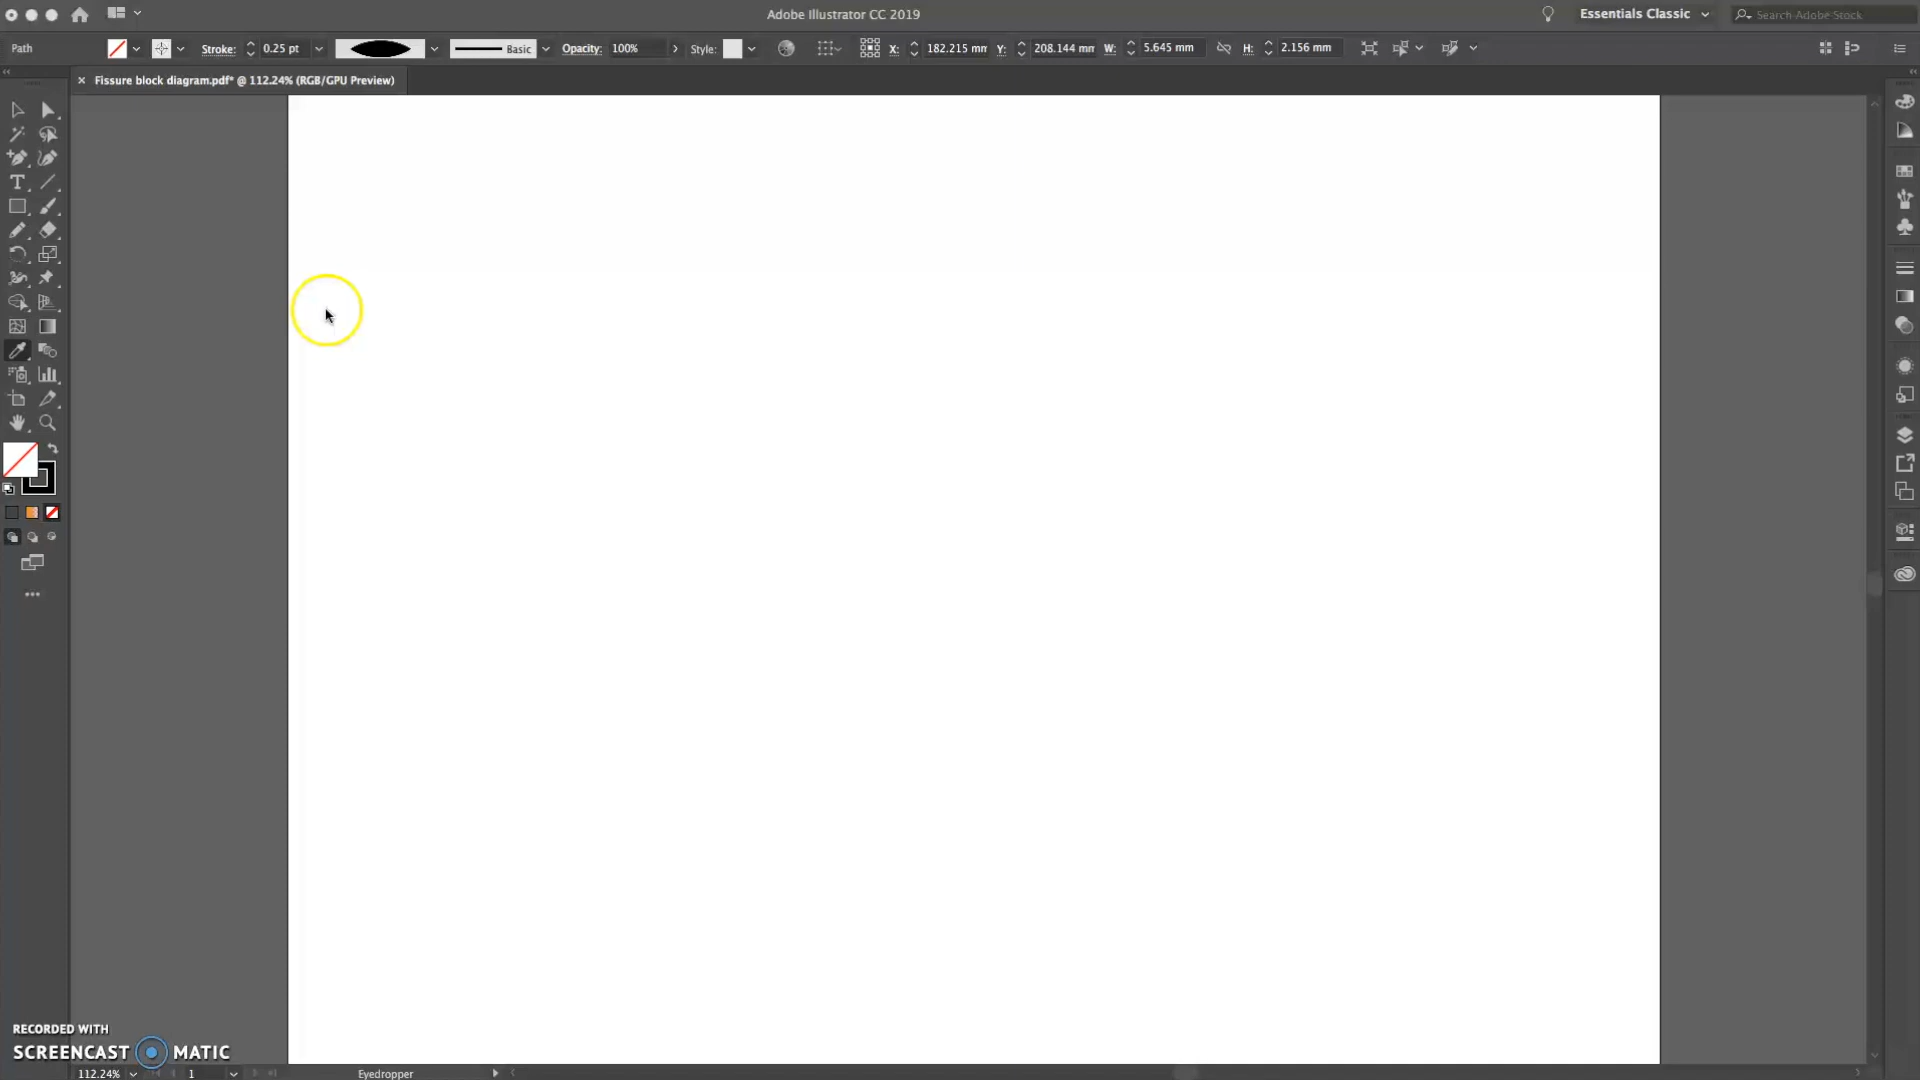 Adobe Illustrator CC 2019
Essentials Classic
Search Adobe Stock
Path
Stroke: 0.25 pt
Basic
Opacity: 100%
Style:
X: 182.215 mm
Y: 208.144 mm
W: 5.645 mm
H: 2.156 mm
× Fissure block diagram.pdf* @ 112.24% (RGB/GPU Preview)
RECORDED WITH
SCREENCAST MATIC
112.24%
1
Eyedropper